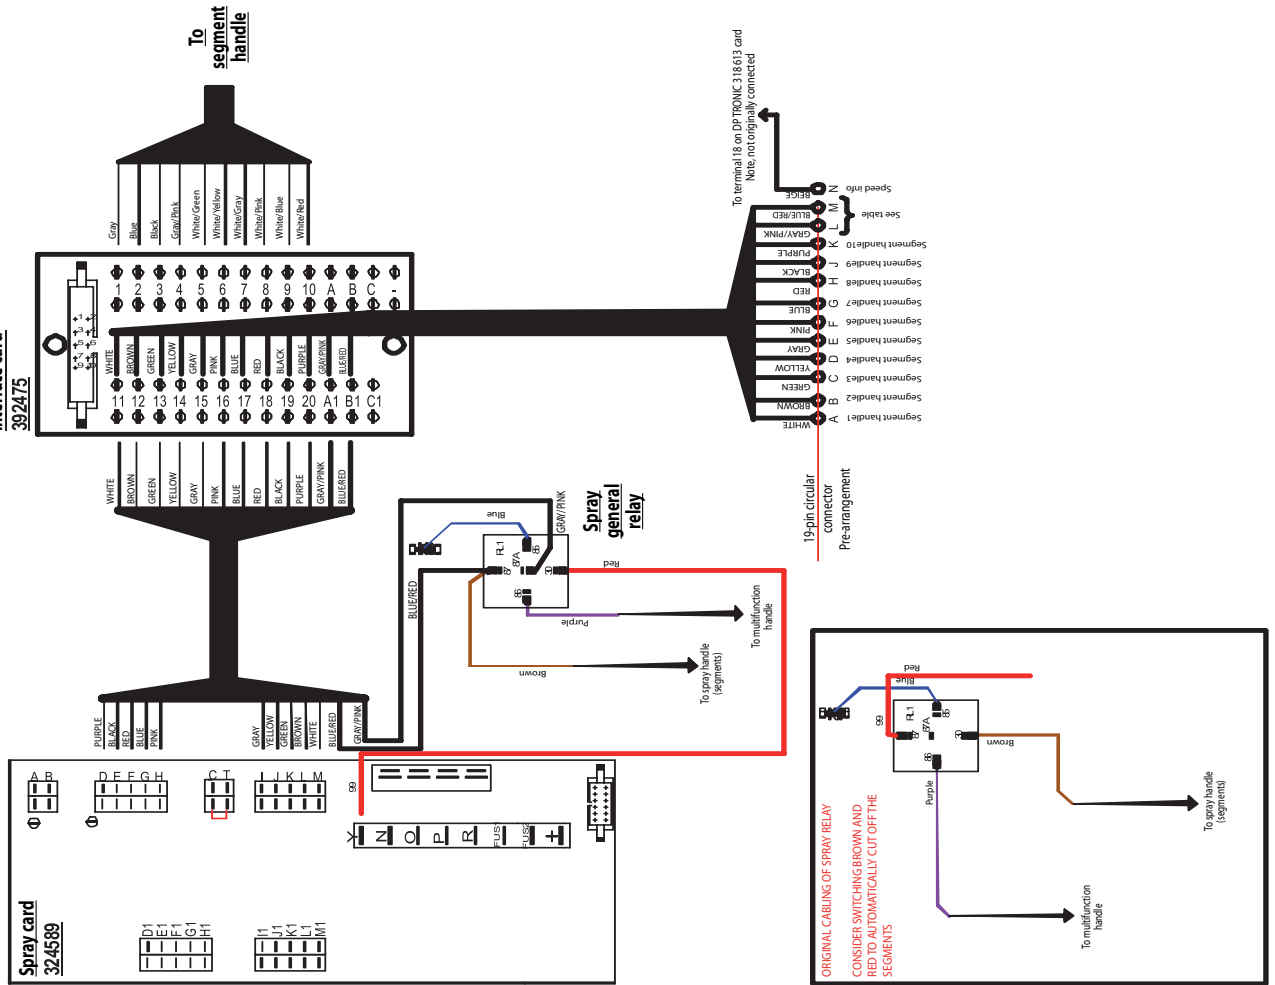 To
segment
handle
392475
Gray
Blue
Black
Gray/Pink
White/Green
White/Yellow
White/Gray
White/Pink
White/Blue
White/Red
1 2 3 4 5 6 7 8 9 10 A B C -
WHITE
BROWN
GREEN
YELLOW
GRAY
PINK
BLUE
RED
BLACK
PURPLE
GRAY/PINK
BLUE/RED
11 12 13 14 15 16 17 18 19 20 A1 B1 C1
WHITE
BROWN
GREEN
YELLOW
GRAY
PINK
BLUE
RED
BLACK
PURPLE
GRAY/PINK
BLUE/RED
To terminal 18 on DPTRONIC 318613 card
Note, not originally connected
BEIGE N Speed info
BLUE/RED M
GRAY/PINK L
See table
PURPLE K Segment handle10
BLACK J Segment handle9
RED H Segment handle8
BLUE G Segment handle7
PINK F Segment handle6
GRAY E Segment handle5
YELLOW D Segment handle4
GREEN C Segment handle3
BROWN B Segment handle2
WHITE A Segment handle1
19-pin circular
connector
Pre-arrangement
Spray
general
relay
GRAY/PINK
Blue
BLUE/RED
RL1
87
87A
85
86
30
Red
Purple
Brown
To multifunction
handle
To spray handle
(segments)
PURPLE
BLACK
RED
BLUE
PINK
GRAY
YELLOW
GREEN
BROWN
WHITE
BLUE/RED
GRAY/PINK
A B
D E F G H
C T
I J K L M
99
Y N O P R FUS1 FUS2 +
D1
E1
F1
G1
H1
I1
J1
K1
L1
M1
Spray card
324589
Red
Blue
99
RL1
87
87A
85
86
30
Brown
Purple
To spray handle
(segments)
To multifunction
handle
ORIGINAL CABLING OF SPRAY RELAY
CONSIDER SWITCHING BROWN AND
RED TO AUTOMATICALLY CUT OFF THE
SEGMENTS